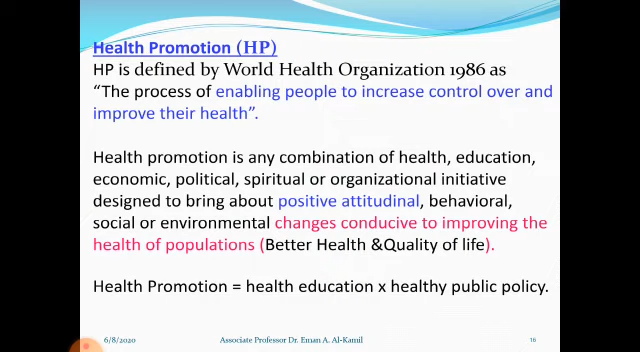 Health Promotion (HP)
HP is defined by World Health Organization 1986 as
“The process of enabling people to increase control over and
improve their health”.
Health promotion is any combination of health, education,
economic, political, spiritual or organizational initiative
designed to bring about positive attitudinal, behavioral,
social or environmental changes conducive to improving the
health of populations (Better Health &Quality of life).
Health Promotion = health education x healthy public policy.
6/8/2020
Associate Professor Dr. Eman A. Al-Kamil
16